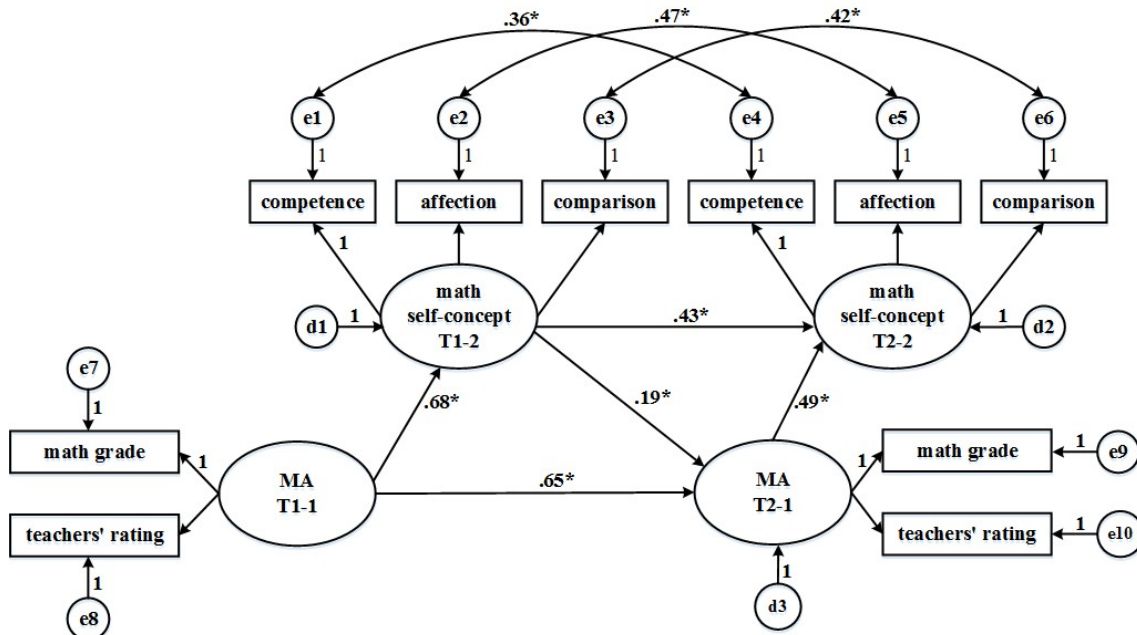 .36*
.47*
.42*
e1
e2
e3
e4
e5
e6
1
1
1
1
1
1
competence
affection
comparison
competence
affection
comparison
1
1
math
self-concept
T1-2
math
self-concept
T2-2
d1
1
.43*
1
d2
e7
1
.68*
.19*
.49*
math grade
1
MA
T1-1
.65*
MA
T2-1
1
math grade
1
e9
teachers' rating
teachers' rating
1
e10
1
e8
1
d3